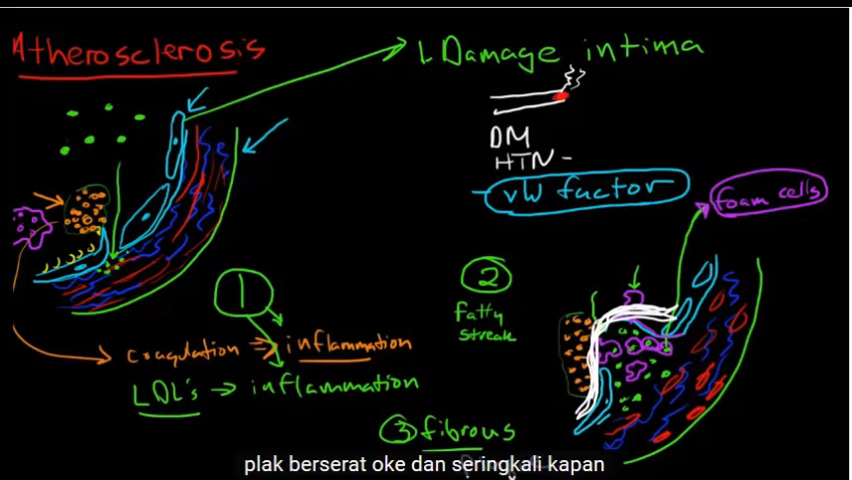 Atherosclerosis
1. Damage intima
DM
HTN -
vW factor
foam cells
1
2
Fatty
streak
coagulation ⇒ inflammation
LDL's → inflammation
3 fibrous
plak berserat oke dan seringkali kapan